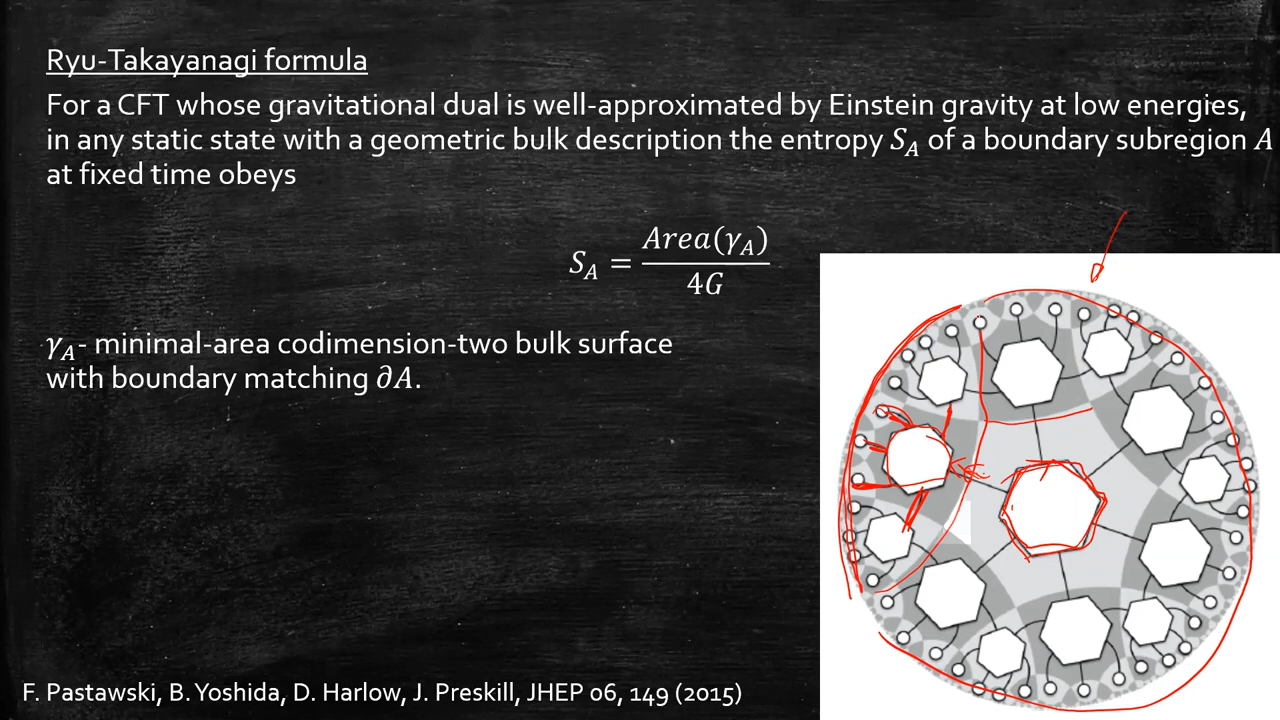 Ryu-Takayanagi formula
For a CFT whose gravitational dual is well-approximated by Einstein gravity at low energies,
in any static state with a geometric bulk description the entropy S_A of a boundary subregion A
at fixed time obeys
S_A = Area(γ_A) / 4G
γ_A- minimal-area codimension-two bulk surface
with boundary matching ∂A.
F. Pastawski, B. Yoshida, D. Harlow, J. Preskill, JHEP 06, 149 (2015)